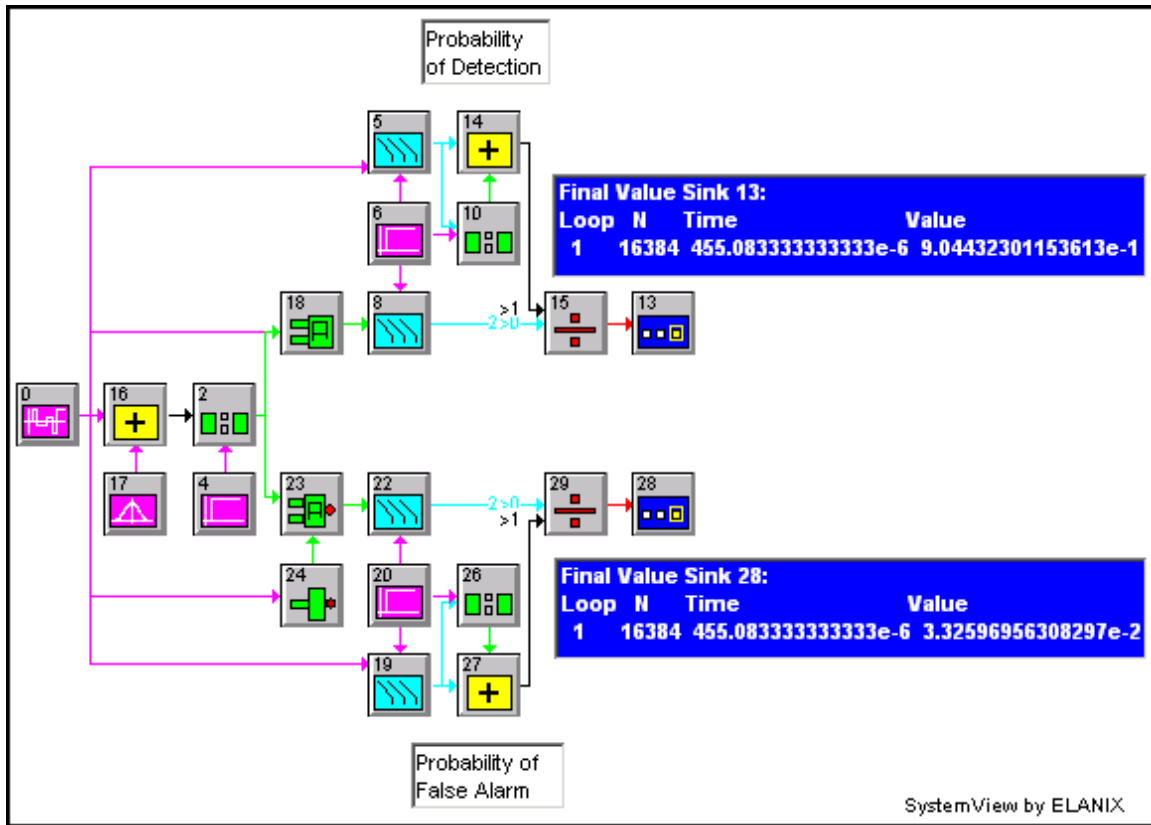 Probability
of Detection
5
14
6
10
Final Value Sink 13:
Loop N Time Value
1 16384 455.083333333333e-6 9.04432301153613e-1
18
8
>1
2>0
15
13
0
16
2
17
4
23
22
2>0
>1
29
28
24
20
26
Final Value Sink 28:
Loop N Time Value
1 16384 455.083333333333e-6 3.32596956308297e-2
19
27
Probability of
False Alarm
SystemView by ELANIX